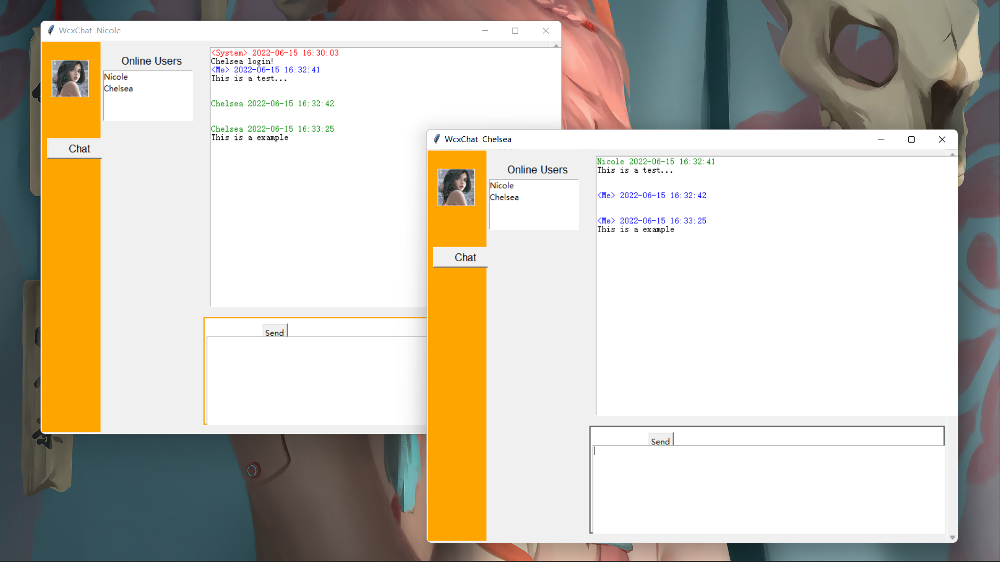 WcxChat Nicole
Online Users
Nicole
Chelsea
Chat
<System> 2022-06-15 16:30:03
Chelsea login!
<Me> 2022-06-15 16:32:41
This is a test...
Chelsea 2022-06-15 16:32:42
Chelsea 2022-06-15 16:33:25
This is a example
Send
WcxChat Chelsea
Online Users
Nicole
Chelsea
Chat
Nicole 2022-06-15 16:32:41
This is a test...
<Me> 2022-06-15 16:32:42
<Me> 2022-06-15 16:33:25
This is a example
Send